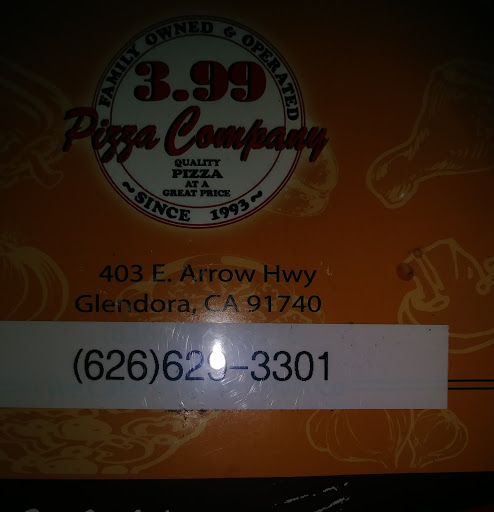 FAMILY OWNED & OPERATED
3.99
Pizza Company
QUALITY
PIZZA
AT A
GREAT PRICE
~SINCE 1993~
403 E. Arrow Hwy
Glendora, CA 91740